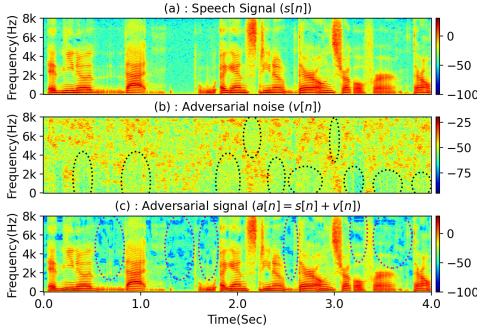 (a) : Speech Signal (s[n])
Frequency(Hz)
8k
6k
4k
2k
0
0
−50
−100
(b) : Adversarial noise (v[n])
Frequency(Hz)
8k
6k
4k
2k
0
−25
−50
−75
(c) : Adversarial signal (a[n] = s[n] + v[n])
Frequency(Hz)
8k
6k
4k
2k
0
0
−50
−100
0.0 1.0 2.0 3.0 4.0
Time(Sec)